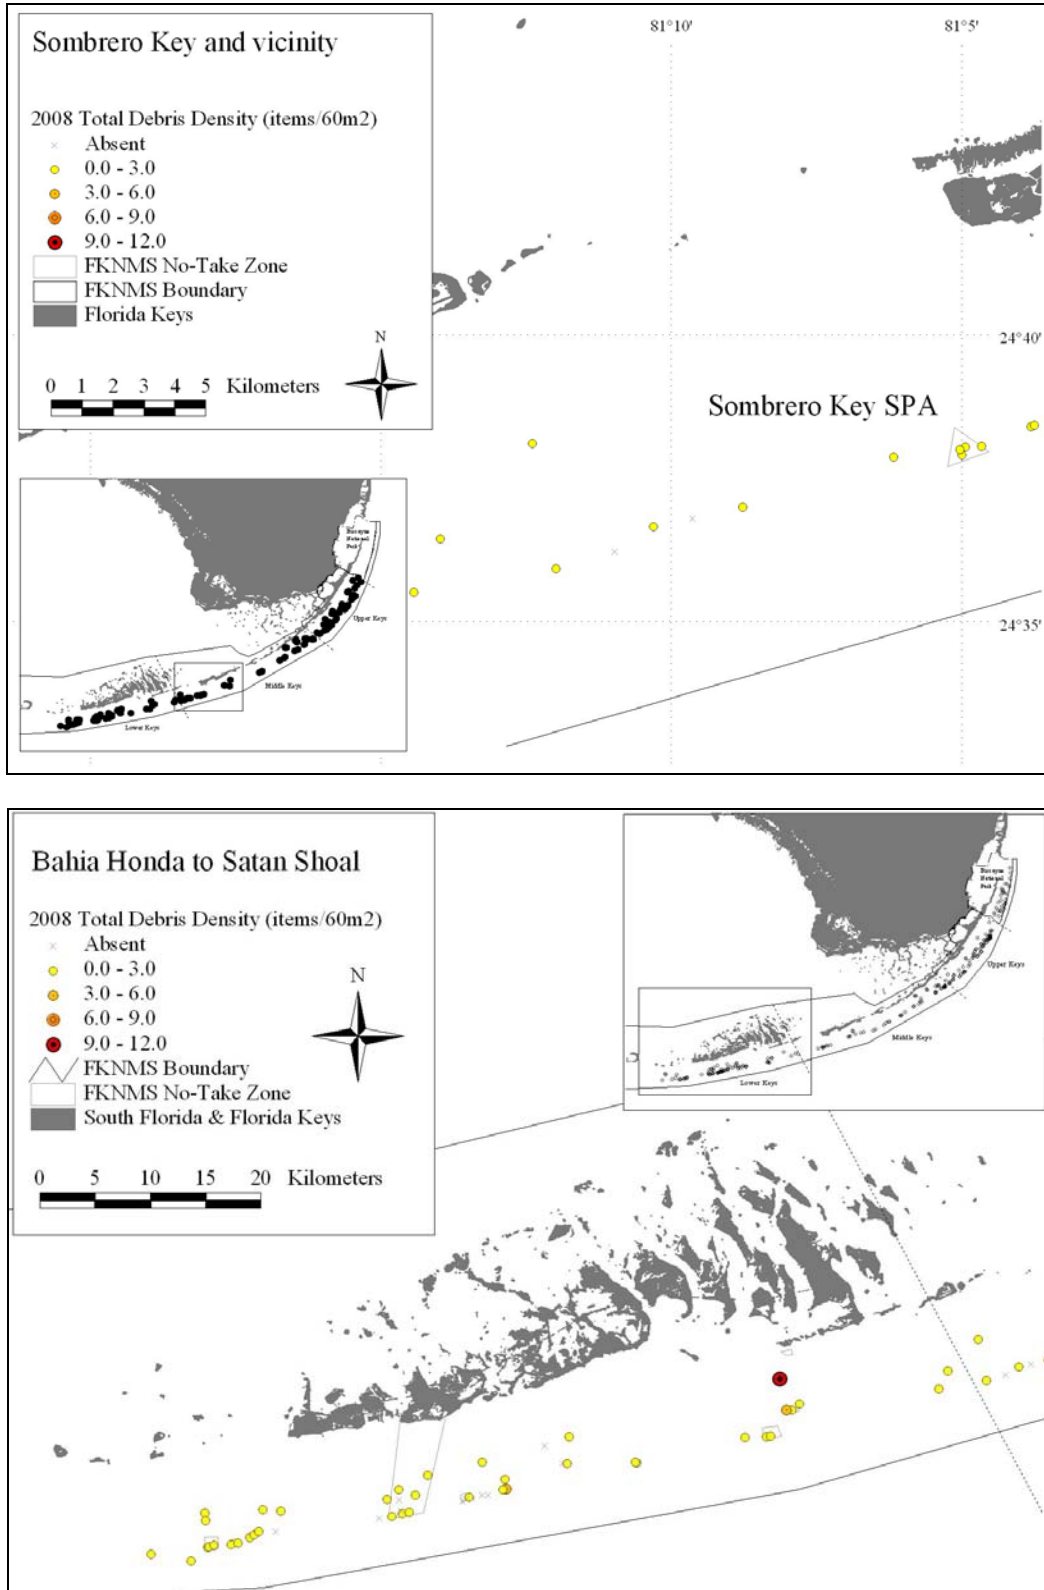 Sombrero Key and vicinity
2008 Total Debris Density (items/60m2)
Absent
0.0 - 3.0
3.0 - 6.0
6.0 - 9.0
9.0 - 12.0
FKNMS No-Take Zone
FKNMS Boundary
Florida Keys
N
0 1 2 3 4 5 Kilometers
81°10'
81°5'
24°40'
Sombrero Key SPA
24°35'
Biscayne
National
Park
Upper Keys
Middle Keys
Lower Keys
Bahia Honda to Satan Shoal
2008 Total Debris Density (items/60m2)
Absent
0.0 - 3.0
3.0 - 6.0
6.0 - 9.0
9.0 - 12.0
FKNMS Boundary
FKNMS No-Take Zone
South Florida & Florida Keys
N
0 5 10 15 20 Kilometers
Biscayne
National
Park
Upper Keys
Middle Keys
Lower Keys